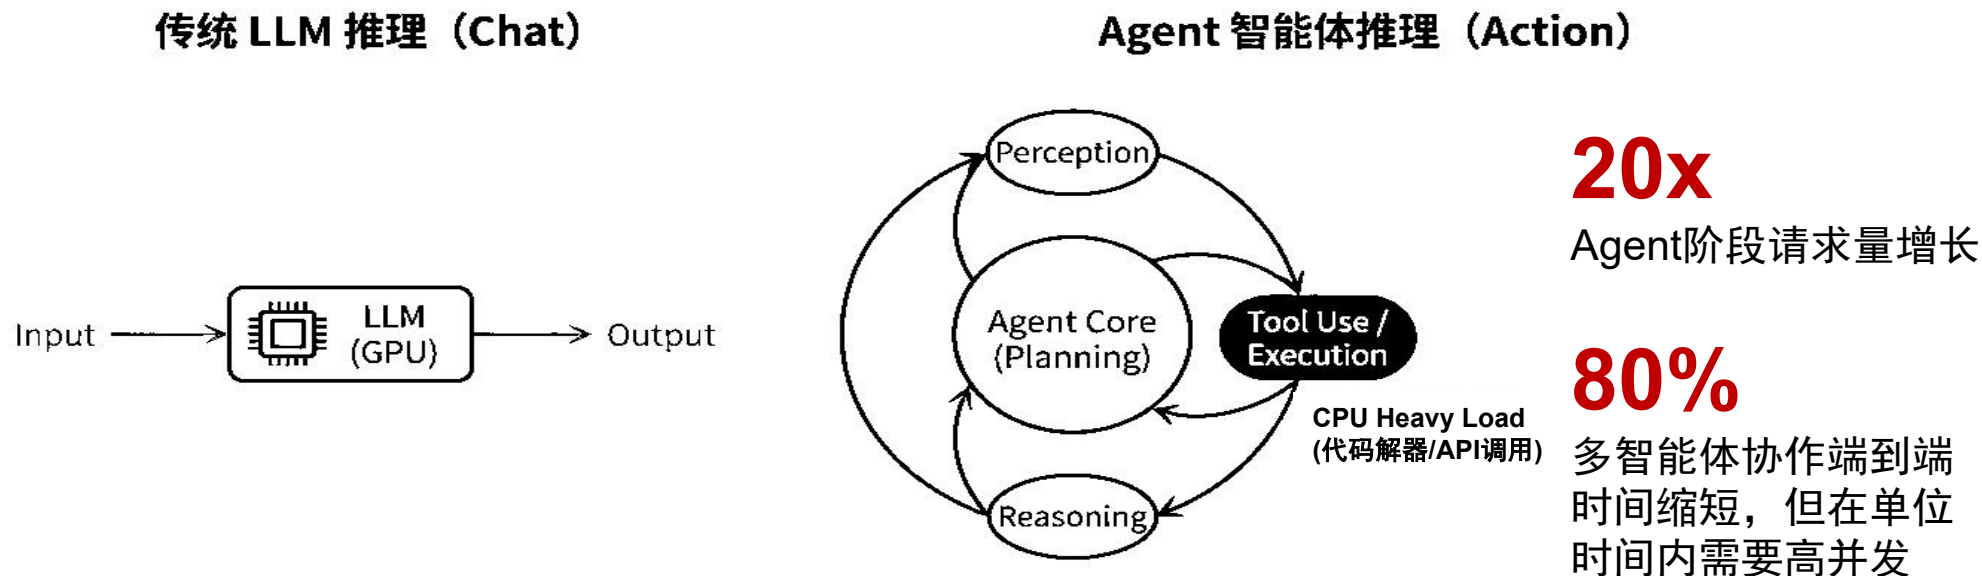 传统 LLM 推理（Chat）
Input
LLM
(GPU)
Output
Agent 智能体推理（Action）
Perception
Agent Core
(Planning)
Tool Use /
Execution
CPU Heavy Load
(代码解器/API调用)
Reasoning
20x
Agent阶段请求量增长
80%
多智能体协作端到端
时间缩短，但在单位
时间内需要高并发